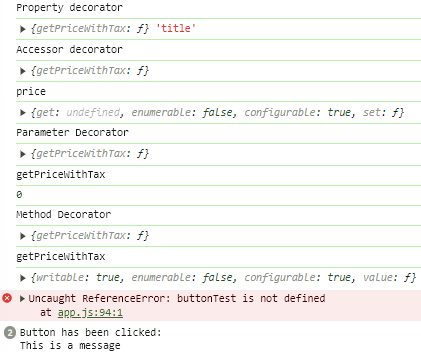 Property decorator
▶ {getPriceWithTax: ƒ} 'title'
Accessor decorator
▶ {getPriceWithTax: ƒ}
price
▶ {get: undefined, enumerable: false, configurable: true, set: ƒ}
Parameter Decorator
▶ {getPriceWithTax: ƒ}
getPriceWithTax
0
Method Decorator
▶ {getPriceWithTax: ƒ}
getPriceWithTax
▶ {writable: true, enumerable: false, configurable: true, value: ƒ}
▶ Uncaught ReferenceError: buttonTest is not defined
at app.js:94:1
2 Button has been clicked:
This is a message